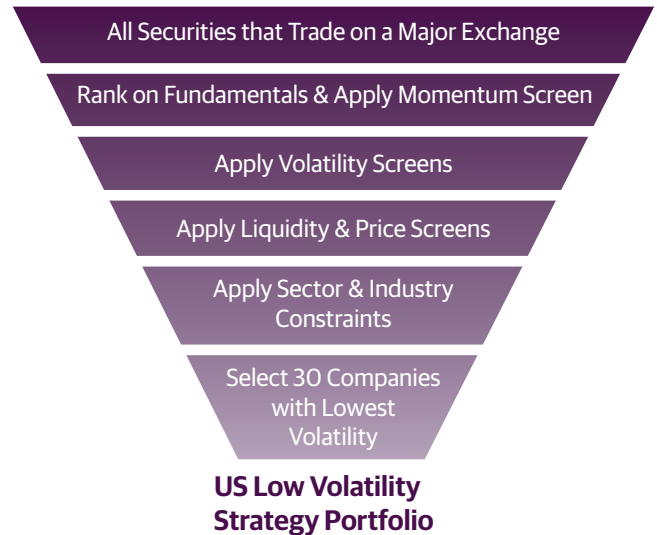 All Securities that Trade on a Major Exchange
Rank on Fundamentals & Apply Momentum Screen
Apply Volatility Screens
Apply Liquidity & Price Screens
Apply Sector & Industry
Constraints
Select 30 Companies
with Lowest
Volatility
US Low Volatility
Strategy Portfolio